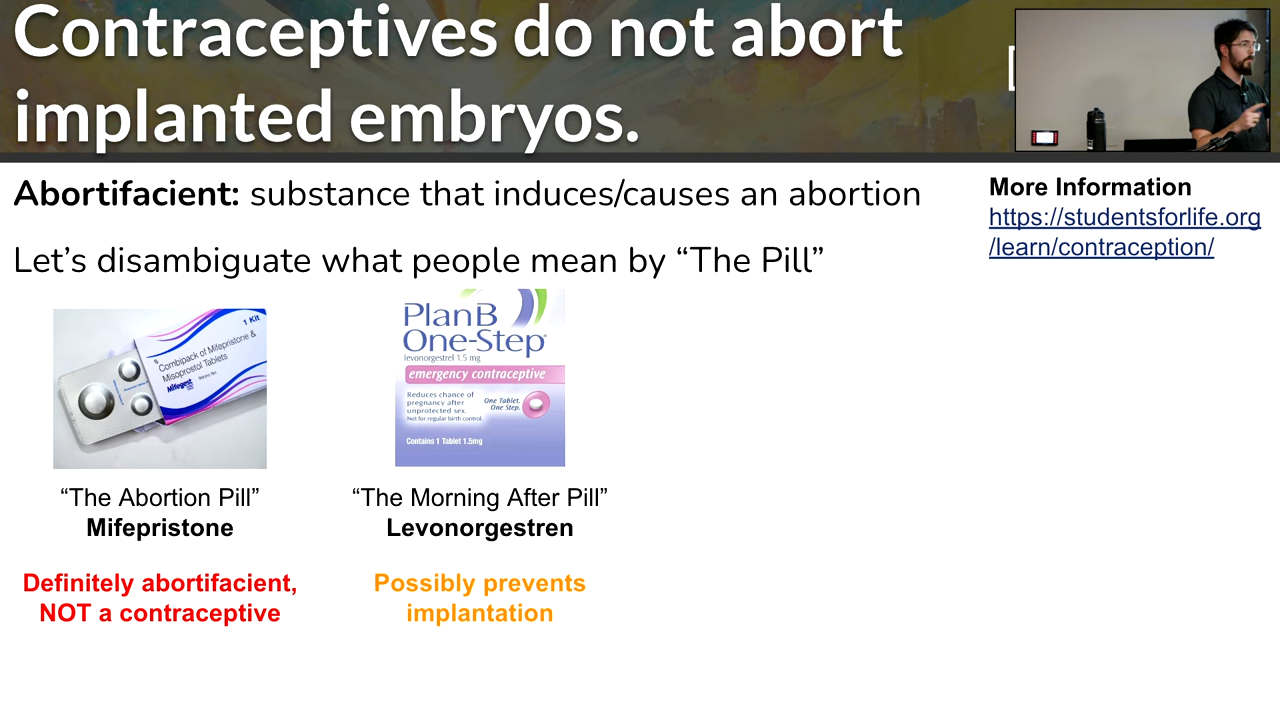 Contraceptives do not abort
implanted embryos.
Abortifacient: substance that induces/causes an abortion
Let's disambiguate what people mean by “The Pill”
More Information
https://studentsforlife.org
/learn/contraception/
1 Kit
Combipack of Mifepristone &
Misoprostol Tablets
Mifegest
“The Abortion Pill”
Mifepristone
Definitely abortifacient,
NOT a contraceptive
PlanB
One-Step
levonorgestrel 1.5 mg
emergency contraceptive
Reduces chance of
pregnancy after
unprotected sex.
Not for regular birth control.
One Tablet.
One Step.
Contains 1 Tablet 1.5mg
“The Morning After Pill”
Levonorgestren
Possibly prevents
implantation